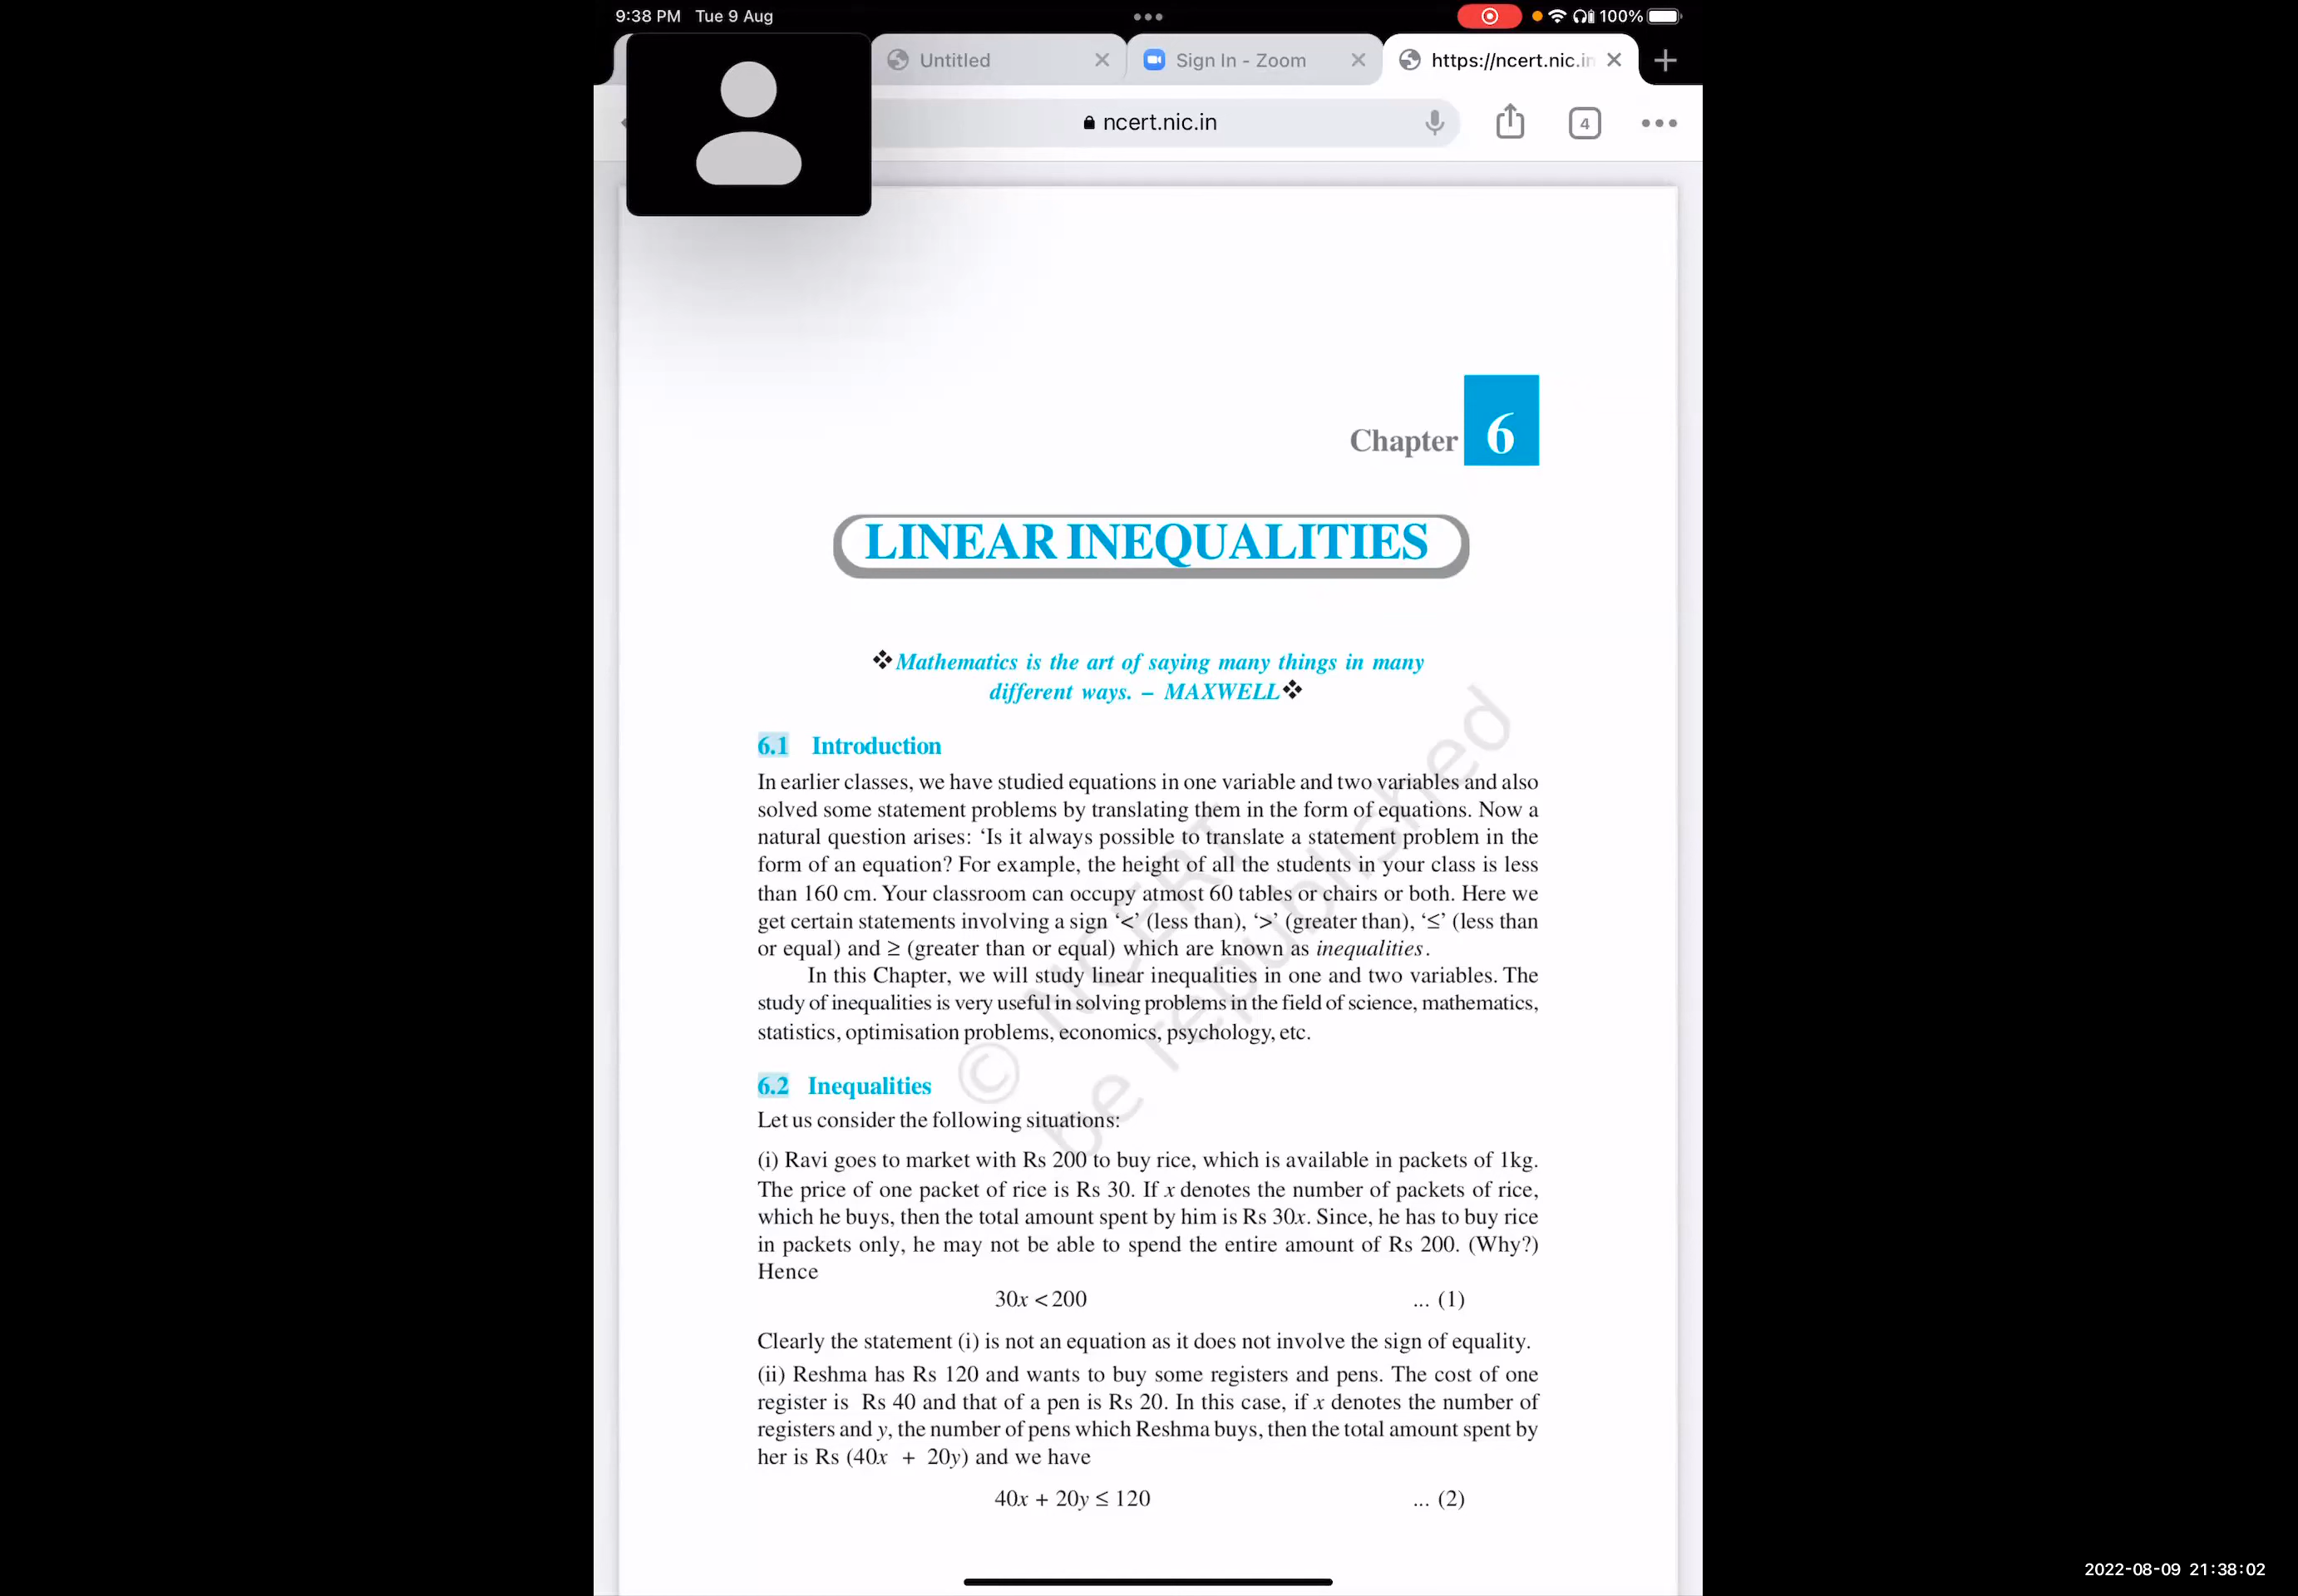 9:38 PM Tue 9 Aug
100%
Untitled
Sign In - Zoom
https://ncert.nic.in
ncert.nic.in
4
Chapter 6
LINEAR INEQUALITIES
❖Mathematics is the art of saying many things in many
different ways. – MAXWELL❖
6.1 Introduction
In earlier classes, we have studied equations in one variable and two variables and also
solved some statement problems by translating them in the form of equations. Now a
natural question arises: ‘Is it always possible to translate a statement problem in the
form of an equation? For example, the height of all the students in your class is less
than 160 cm. Your classroom can occupy atmost 60 tables or chairs or both. Here we
get certain statements involving a sign ‘<’ (less than), ‘>’ (greater than), ‘≤’ (less than
or equal) and ≥ (greater than or equal) which are known as inequalities.
In this Chapter, we will study linear inequalities in one and two variables. The
study of inequalities is very useful in solving problems in the field of science, mathematics,
statistics, optimisation problems, economics, psychology, etc.
6.2 Inequalities
Let us consider the following situations:
(i) Ravi goes to market with Rs 200 to buy rice, which is available in packets of 1kg.
The price of one packet of rice is Rs 30. If x denotes the number of packets of rice,
which he buys, then the total amount spent by him is Rs 30x. Since, he has to buy rice
in packets only, he may not be able to spend the entire amount of Rs 200. (Why?)
Hence
30x < 200 ... (1)
Clearly the statement (i) is not an equation as it does not involve the sign of equality.
(ii) Reshma has Rs 120 and wants to buy some registers and pens. The cost of one
register is Rs 40 and that of a pen is Rs 20. In this case, if x denotes the number of
registers and y, the number of pens which Reshma buys, then the total amount spent by
her is Rs (40x + 20y) and we have
40x + 20y ≤ 120 ... (2)
© NCERT
be republished
2022-08-09 21:38:02